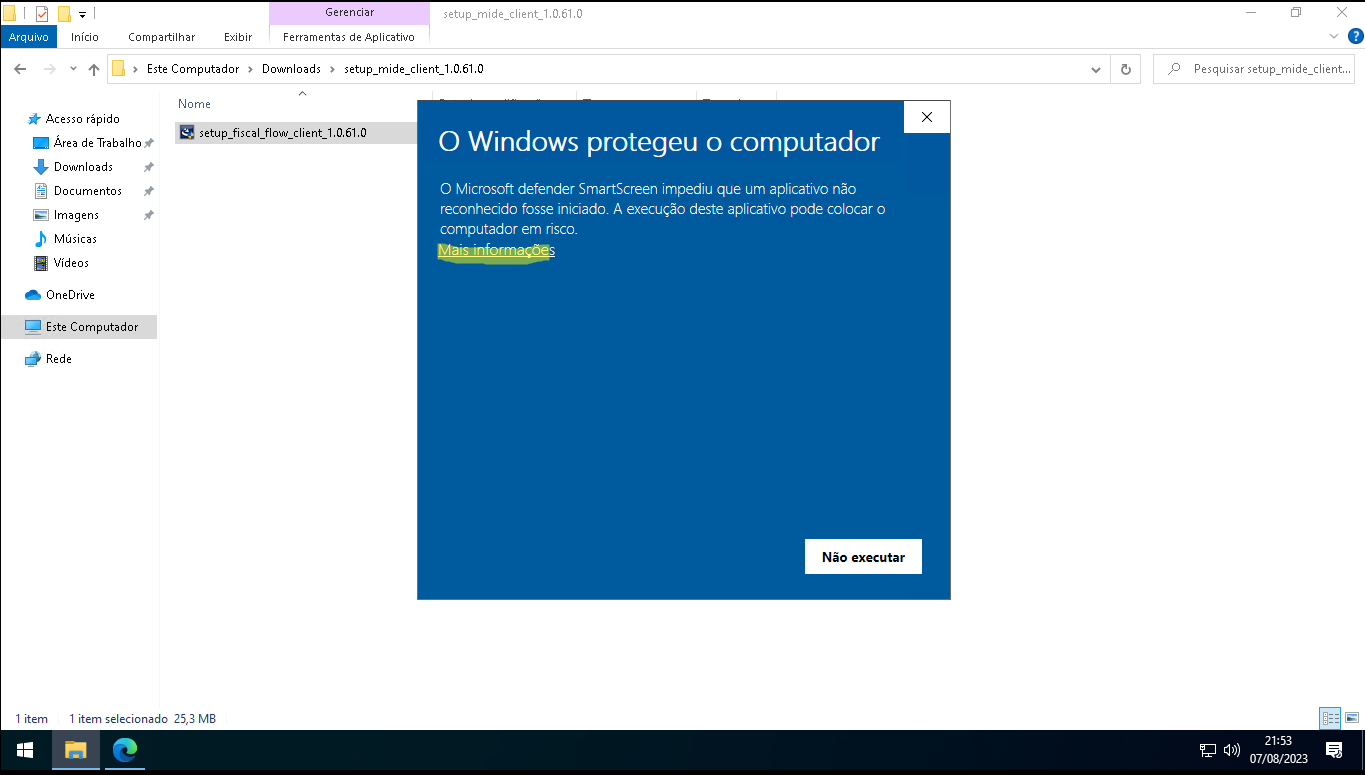 Gerenciar
setup_mide_client_1.0.61.0
Arquivo
Início
Compartilhar
Exibir
Ferramentas de Aplicativo
Este Computador
Downloads
setup_mide_client_1.0.61.0
Pesquisar setup_mide_client...
Acesso rápido
Área de Trabalho
Downloads
Documentos
Imagens
Músicas
Vídeos
OneDrive
Este Computador
Rede
Nome
setup_fiscal_flow_client_1.0.61.0
O Windows protegeu o computador
O Microsoft defender SmartScreen impediu que um aplicativo não
reconhecido fosse iniciado. A execução deste aplicativo pode colocar o
computador em risco.
Mais informações
Não executar
1 item
1 item selecionado 25,3 MB
21:53
07/08/2023